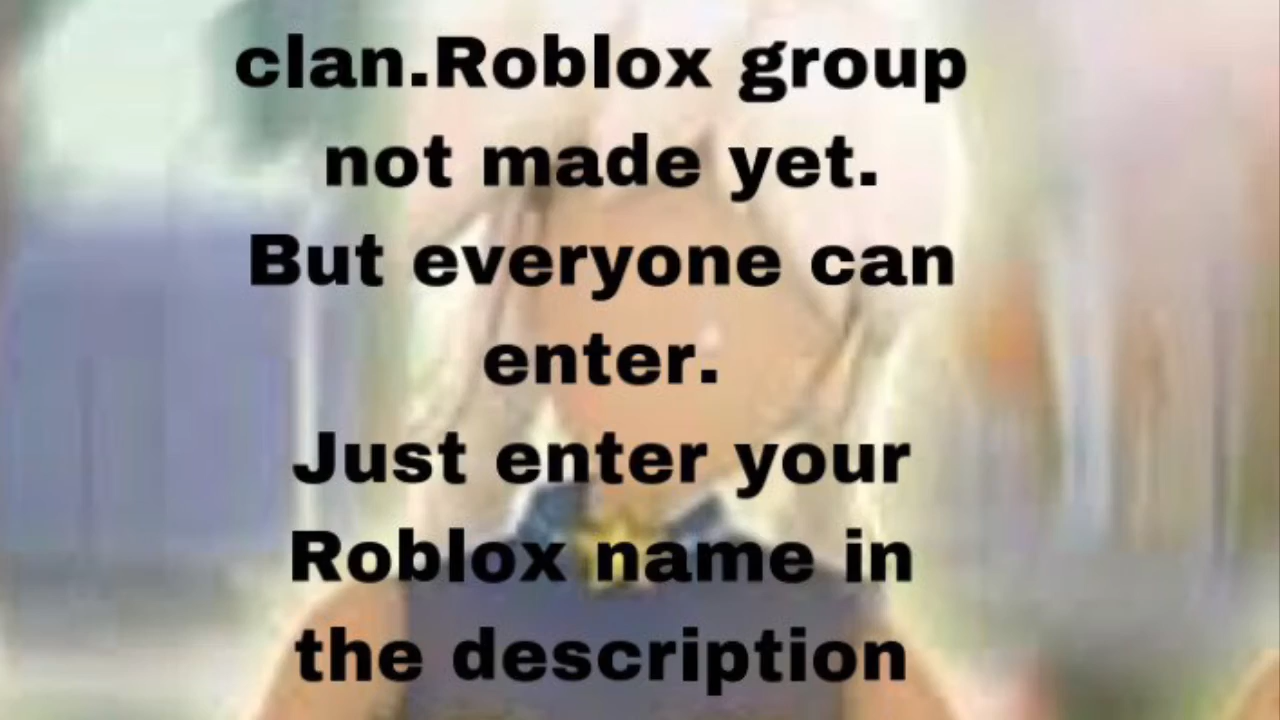 clan.Roblox group
not made yet.
But everyone can
enter.
Just enter your
Roblox name in
the description